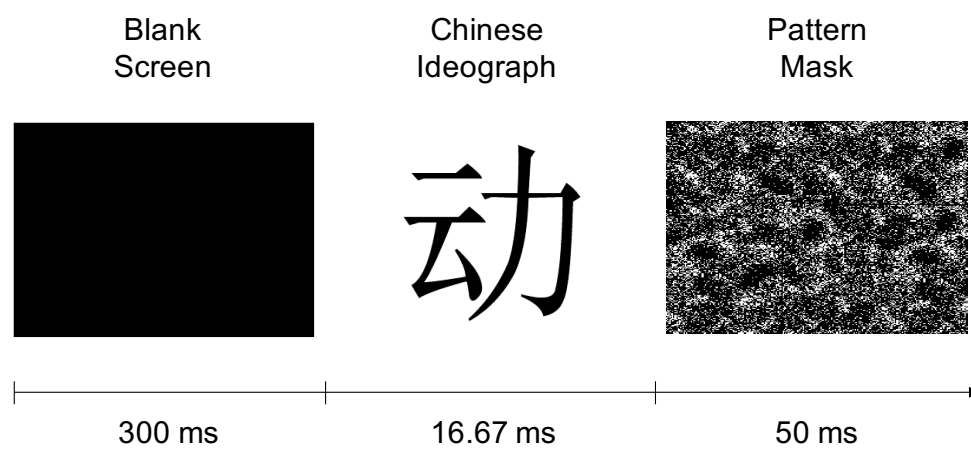 Blank
Screen
Chinese
Ideograph
Pattern
Mask
动
300 ms
16.67 ms
50 ms